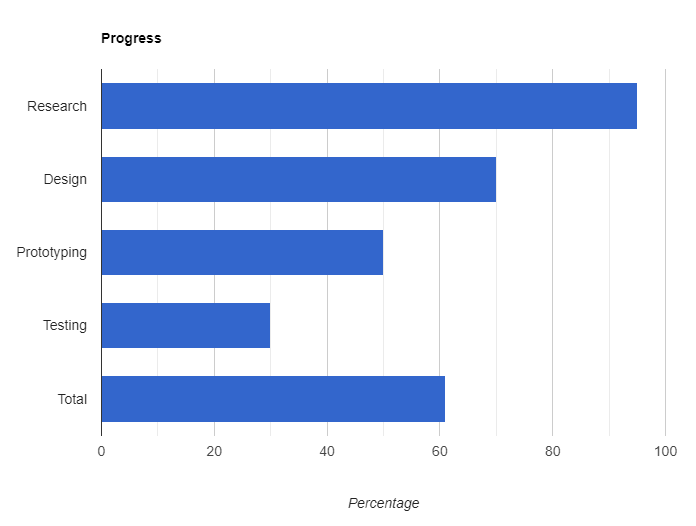 Progress
Research
Design
Prototyping
Testing
Total
0 20 40 60 80 100
Percentage